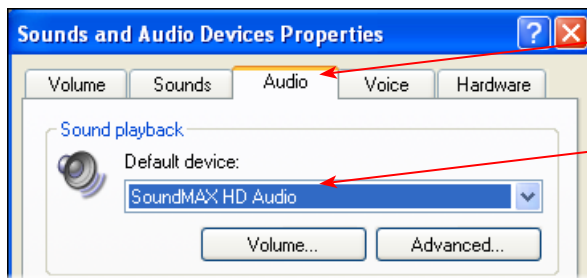 Sounds and Audio Devices Properties
Volume Sounds Audio Voice Hardware
Sound playback
Default device:
SoundMAX HD Audio
Volume... Advanced...